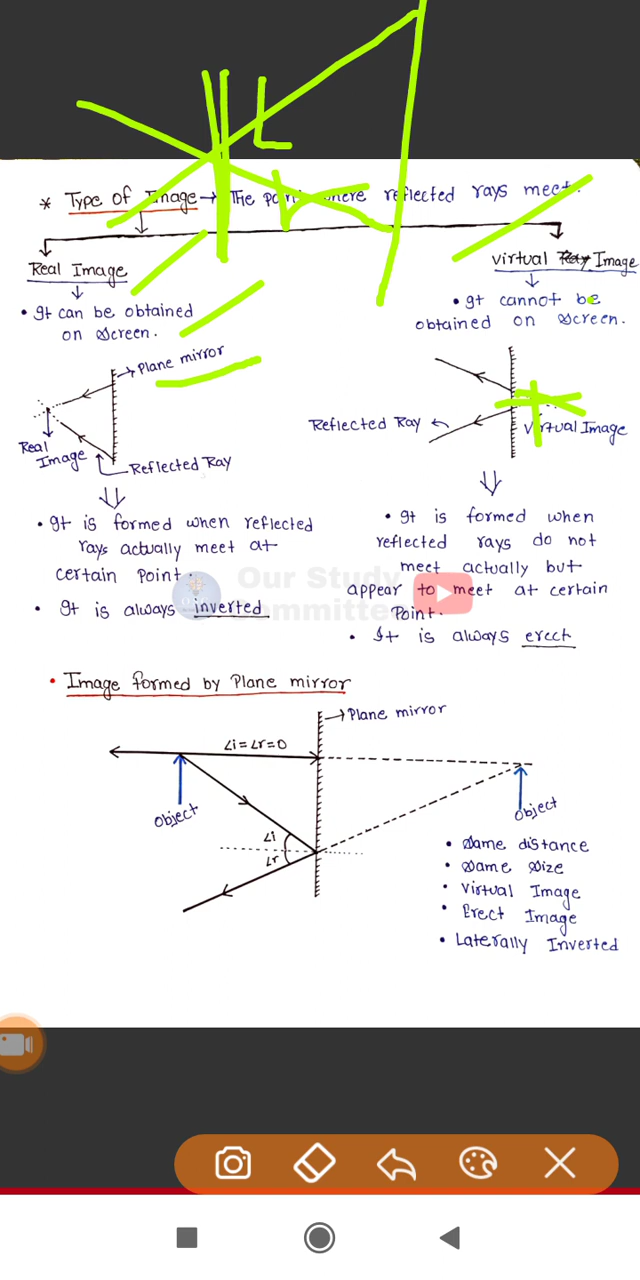 * Type of Image → The point where reflected rays meet.
Real Image
• It can be obtained
on Screen.
→ Plane mirror
Real
Image
Reflected Ray
• It is formed when reflected
rays actually meet at
certain Point.
• It is always inverted
Virtual Ray Image
• It cannot be
obtained on Screen.
Reflected Ray
Virtual Image
• It is formed when
reflected rays do not
meet actually but
appear to meet at certain
Point.
• It is always erect
Our Study
Committee
• Image formed by Plane mirror
→ Plane mirror
∠i=∠r=0
Object
∠i
∠r
Object
• Same distance
• Same Size
• Virtual Image
• Erect Image
• Laterally Inverted